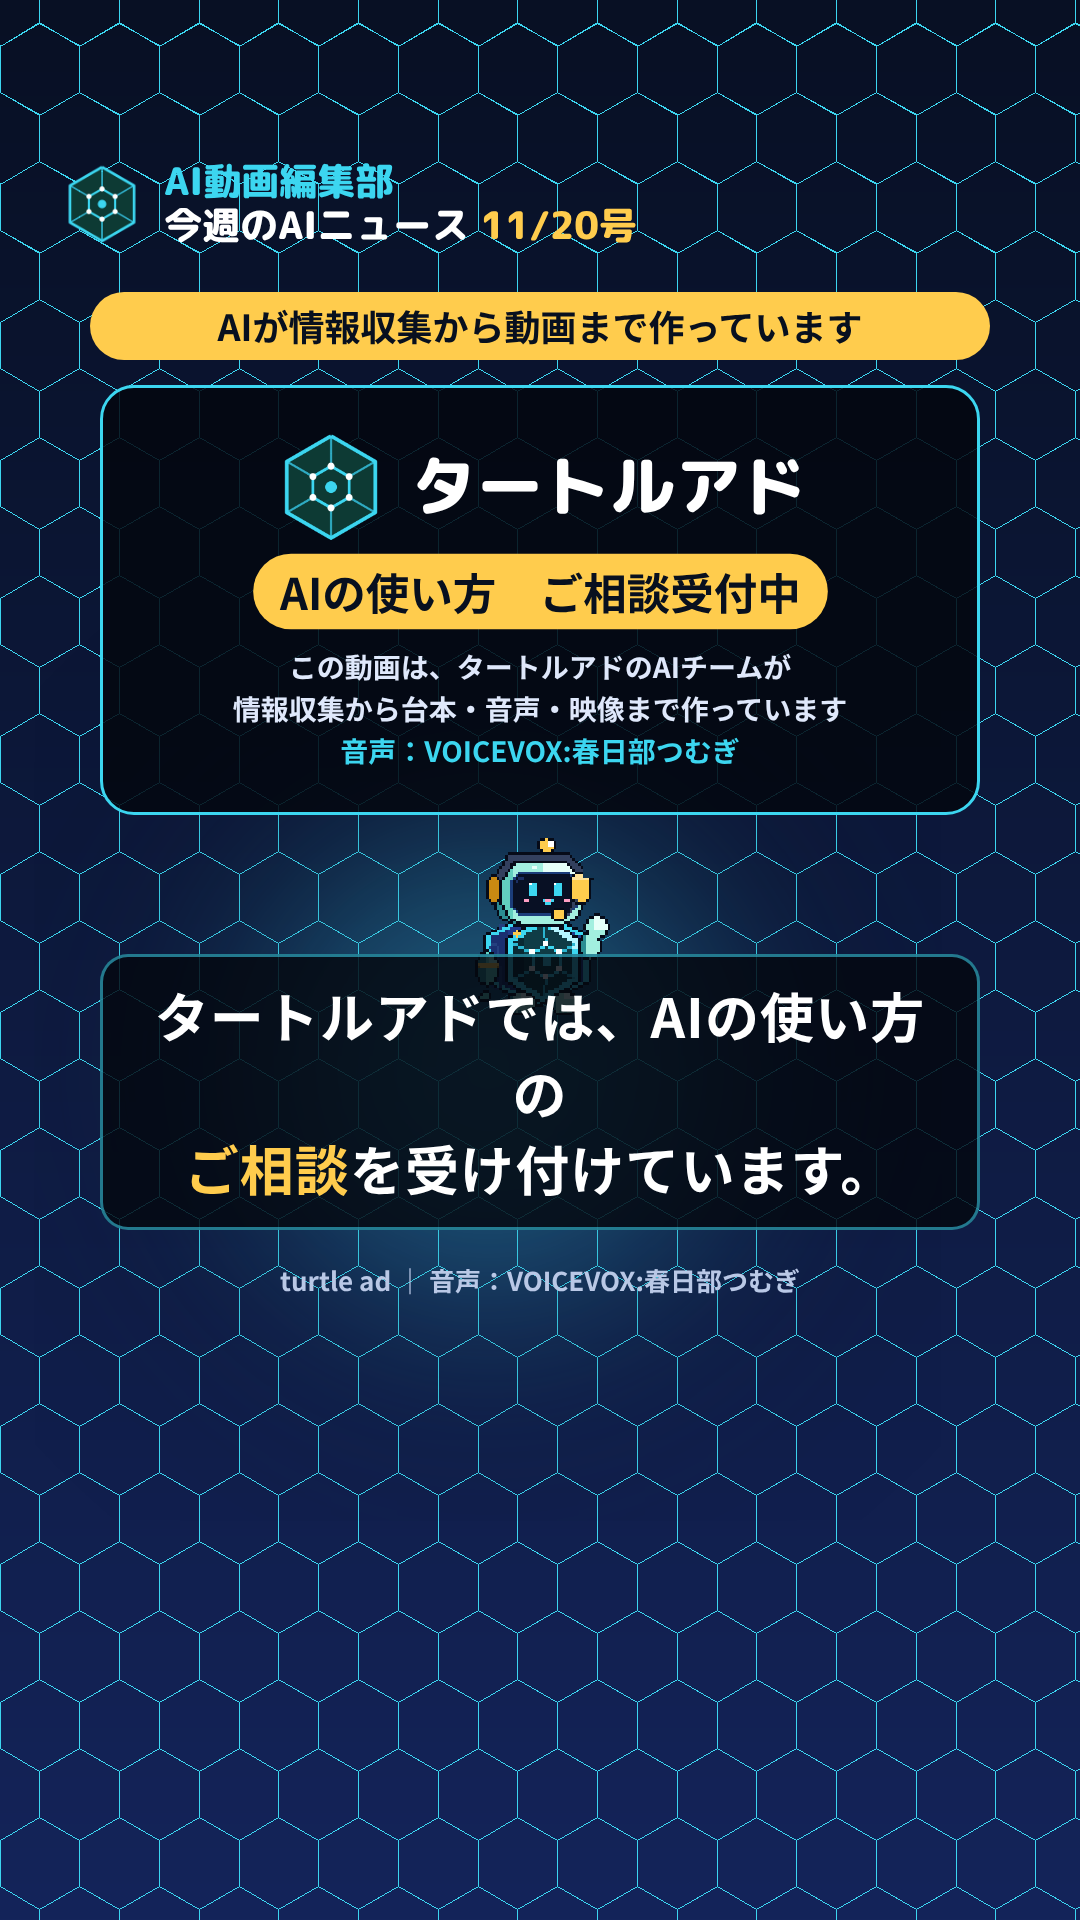 AI動画編集部
今週のAIニュース 11/20号
AIが情報収集から動画まで作っています
タートルアド
AIの使い方　ご相談受付中
この動画は、タートルアドのAIチームが
情報収集から台本・音声・映像まで作っています
音声：VOICEVOX:春日部つむぎ
タートルアドでは、AIの使い方
の
ご相談を受け付けています。
turtle ad ｜ 音声：VOICEVOX:春日部つむぎ